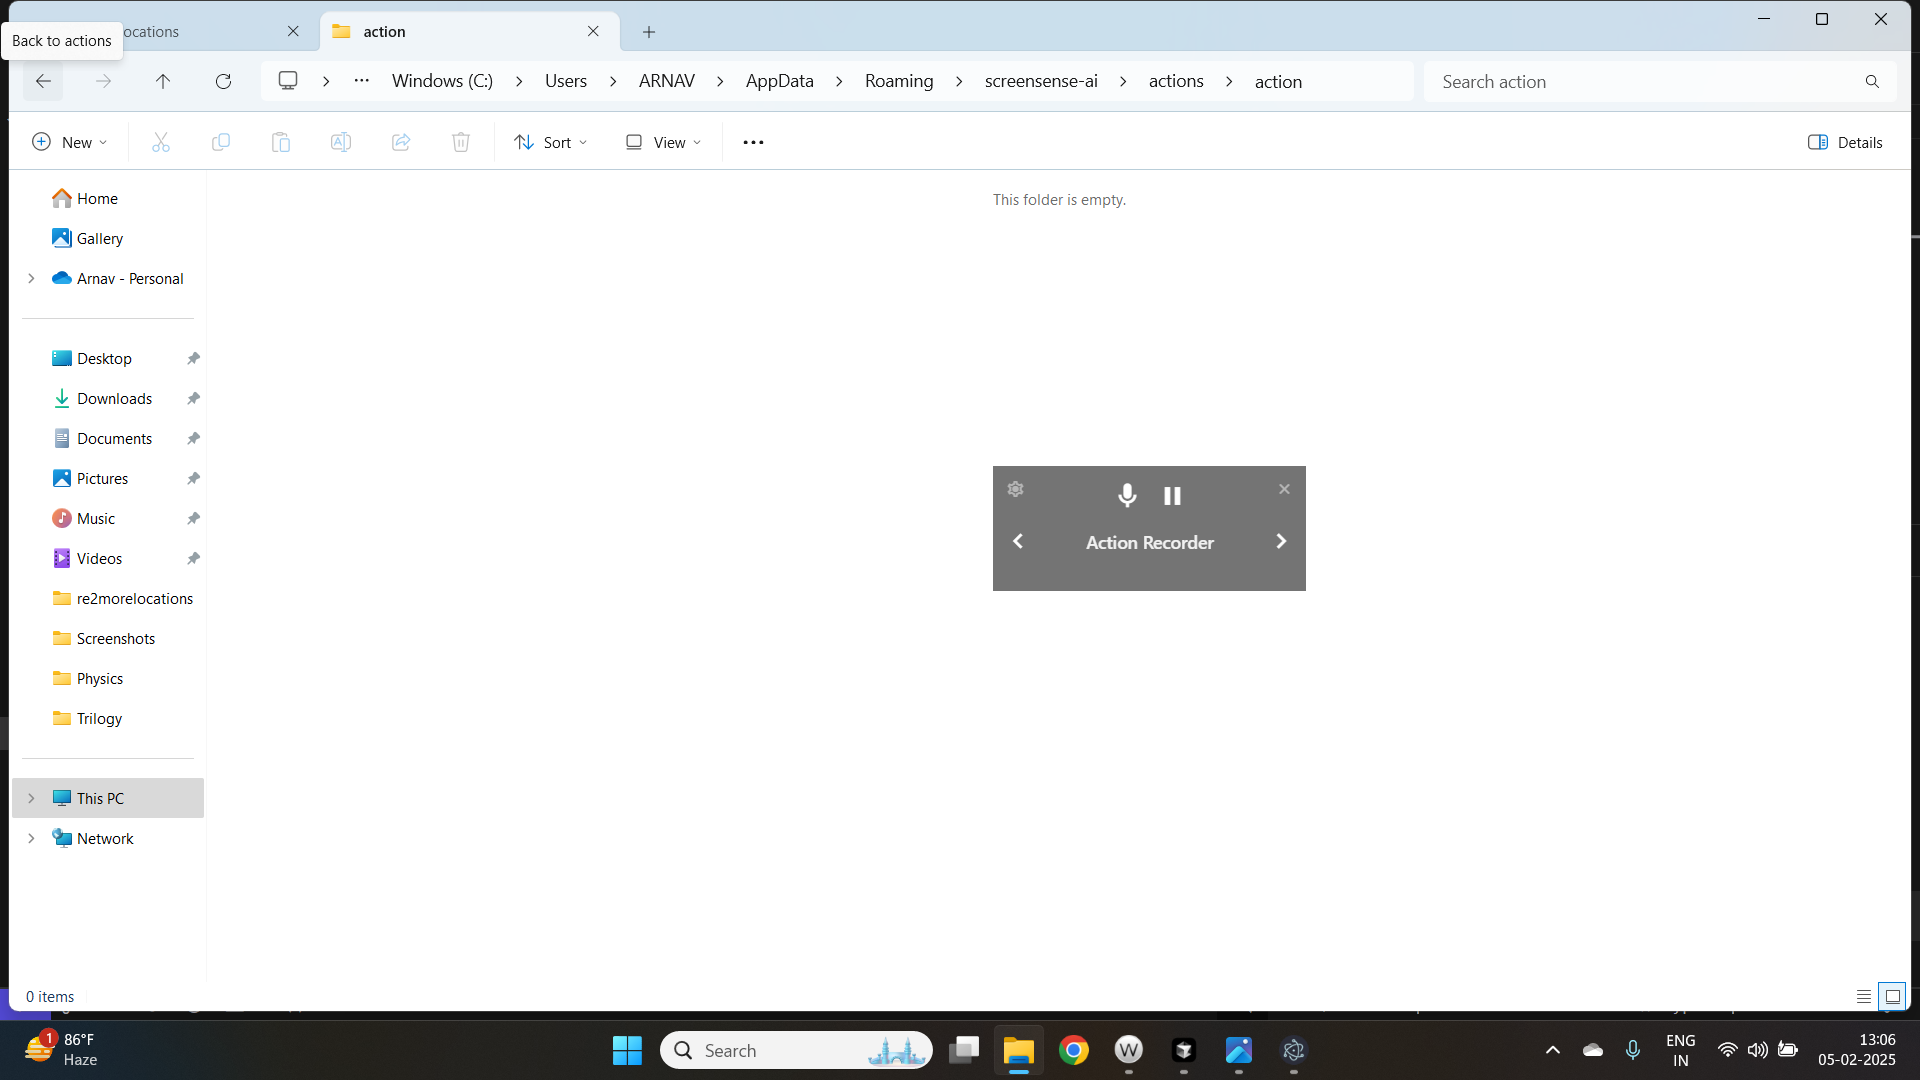 Back to actions
ocations
action
Windows (C:) Users ARNAV AppData Roaming screensense-ai actions action
Search action
New
Sort
View
Details
Home
Gallery
Arnav - Personal
Desktop
Downloads
Documents
Pictures
Music
Videos
re2morelocations
Screenshots
Physics
Trilogy
This PC
Network
This folder is empty.
Action Recorder
0 items
1
86°F
Haze
Search
W
ENG
IN
13:06
05-02-2025